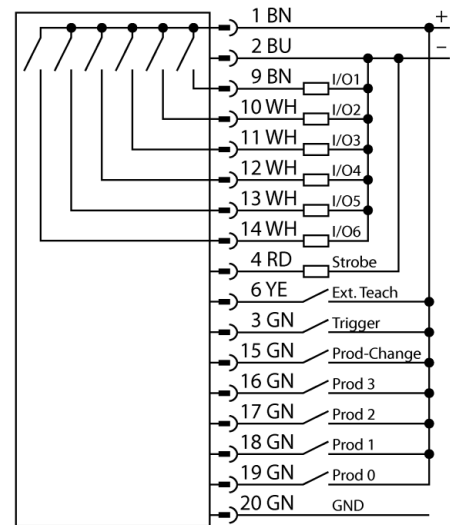 1 BN +
2 BU −
9 BN I/O1
10 WH I/O2
11 WH I/O3
12 WH I/O4
13 WH I/O5
14 WH I/O6
4 RD Strobe
6 YE Ext. Teach
3 GN Trigger
15 GN Prod-Change
16 GN Prod 3
17 GN Prod 2
18 GN Prod 1
19 GN Prod 0
20 GN GND